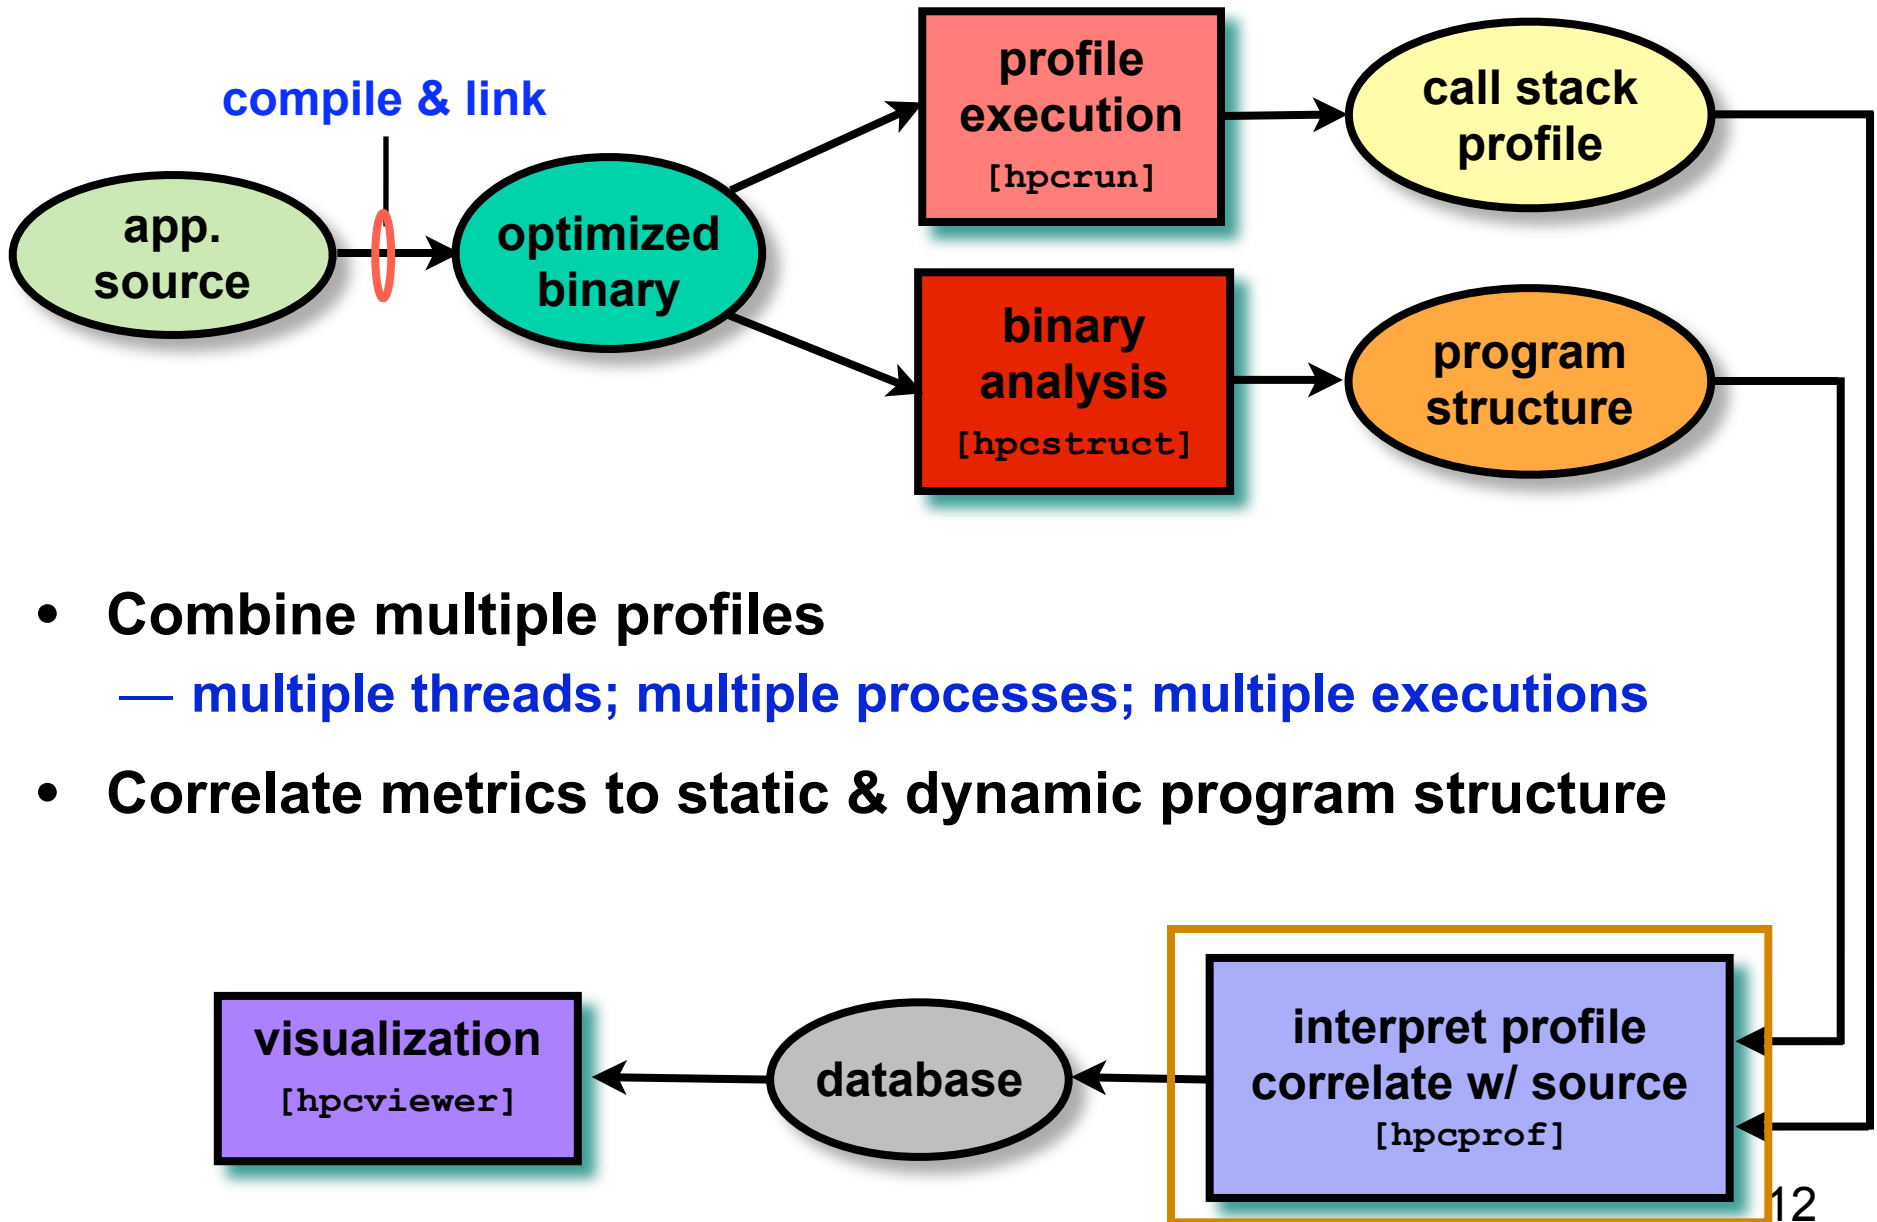 compile & link
app.
source
optimized
binary
profile
execution
[hpcrun]
call stack
profile
binary
analysis
[hpcstruct]
program
structure
• Combine multiple profiles
— multiple threads; multiple processes; multiple executions
• Correlate metrics to static & dynamic program structure
visualization
[hpcviewer]
database
interpret profile
correlate w/ source
[hpcprof]
12